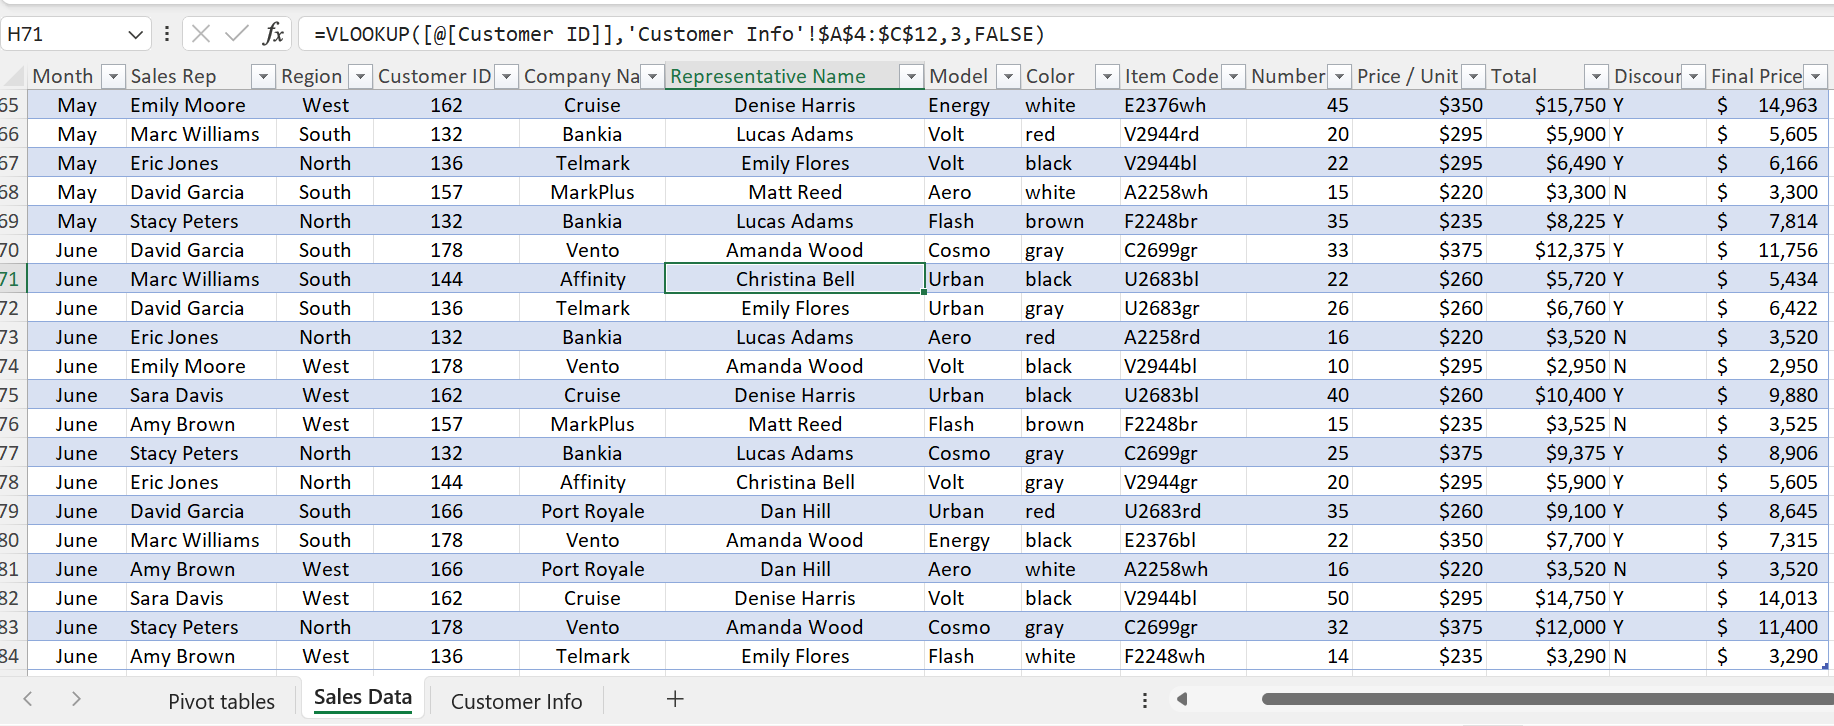 H71 fx =VLOOKUP([@[Customer ID]],'Customer Info'!$A$4:$C$12,3,FALSE)
Month Sales Rep Region Customer ID Company Na Representative Name Model Color Item Code Number Price / Unit Total Discour Final Price
65 May Emily Moore West 162 Cruise Denise Harris Energy white E2376wh 45 $350 $15,750 Y $ 14,963
66 May Marc Williams South 132 Bankia Lucas Adams Volt red V2944rd 20 $295 $5,900 Y $ 5,605
67 May Eric Jones North 136 Telmark Emily Flores Volt black V2944bl 22 $295 $6,490 Y $ 6,166
68 May David Garcia South 157 MarkPlus Matt Reed Aero white A2258wh 15 $220 $3,300 N $ 3,300
69 May Stacy Peters North 132 Bankia Lucas Adams Flash brown F2248br 35 $235 $8,225 Y $ 7,814
70 June David Garcia South 178 Vento Amanda Wood Cosmo gray C2699gr 33 $375 $12,375 Y $ 11,756
71 June Marc Williams South 144 Affinity Christina Bell Urban black U2683bl 22 $260 $5,720 Y $ 5,434
72 June David Garcia South 136 Telmark Emily Flores Urban gray U2683gr 26 $260 $6,760 Y $ 6,422
73 June Eric Jones North 132 Bankia Lucas Adams Aero red A2258rd 16 $220 $3,520 N $ 3,520
74 June Emily Moore West 178 Vento Amanda Wood Volt black V2944bl 10 $295 $2,950 N $ 2,950
75 June Sara Davis West 162 Cruise Denise Harris Urban black U2683bl 40 $260 $10,400 Y $ 9,880
76 June Amy Brown West 157 MarkPlus Matt Reed Flash brown F2248br 15 $235 $3,525 N $ 3,525
77 June Stacy Peters North 132 Bankia Lucas Adams Cosmo gray C2699gr 25 $375 $9,375 Y $ 8,906
78 June Eric Jones North 144 Affinity Christina Bell Volt gray V2944gr 20 $295 $5,900 Y $ 5,605
79 June David Garcia South 166 Port Royale Dan Hill Urban red U2683rd 35 $260 $9,100 Y $ 8,645
80 June Marc Williams South 178 Vento Amanda Wood Energy black E2376bl 22 $350 $7,700 Y $ 7,315
81 June Amy Brown West 166 Port Royale Dan Hill Aero white A2258wh 16 $220 $3,520 N $ 3,520
82 June Sara Davis West 162 Cruise Denise Harris Volt black V2944bl 50 $295 $14,750 Y $ 14,013
83 June Stacy Peters North 178 Vento Amanda Wood Cosmo gray C2699gr 32 $375 $12,000 Y $ 11,400
84 June Amy Brown West 136 Telmark Emily Flores Flash white F2248wh 14 $235 $3,290 N $ 3,290
Pivot tables Sales Data Customer Info